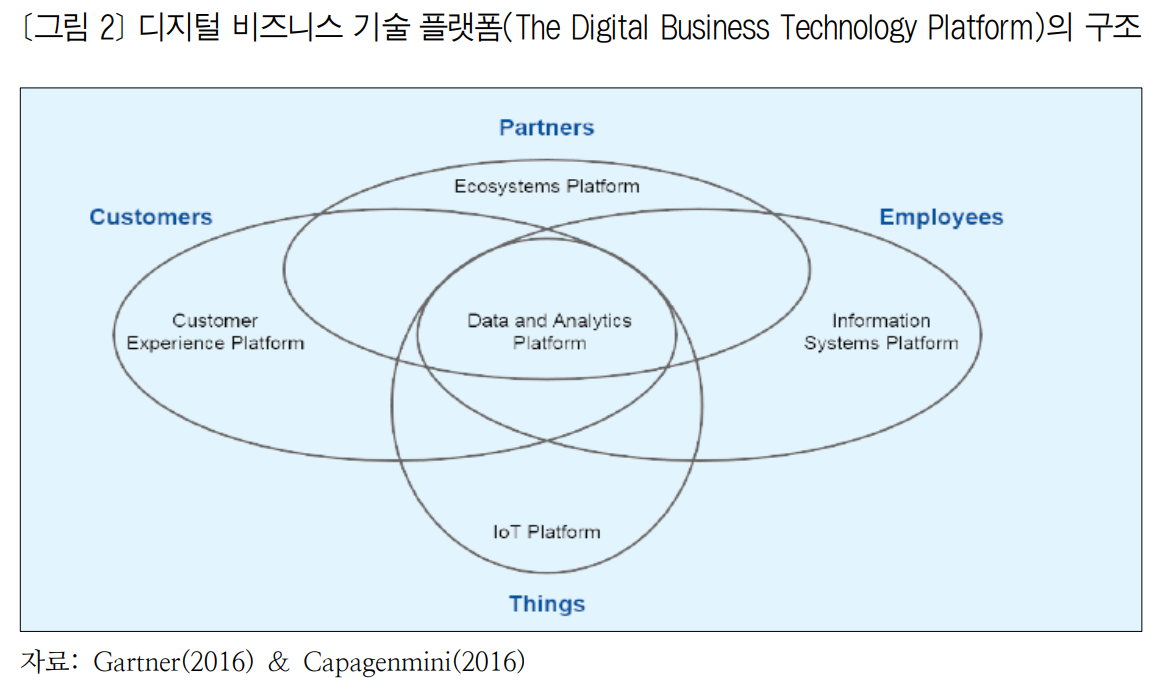 〔그림 2〕 디지털 비즈니스 기술 플랫폼(The Digital Business Technology Platform)의 구조
Partners
Ecosystems Platform
Customers
Employees
Customer
Experience Platform
Data and Analytics
Platform
Information
Systems Platform
IoT Platform
Things
자료: Gartner(2016) & Capagenmini(2016)